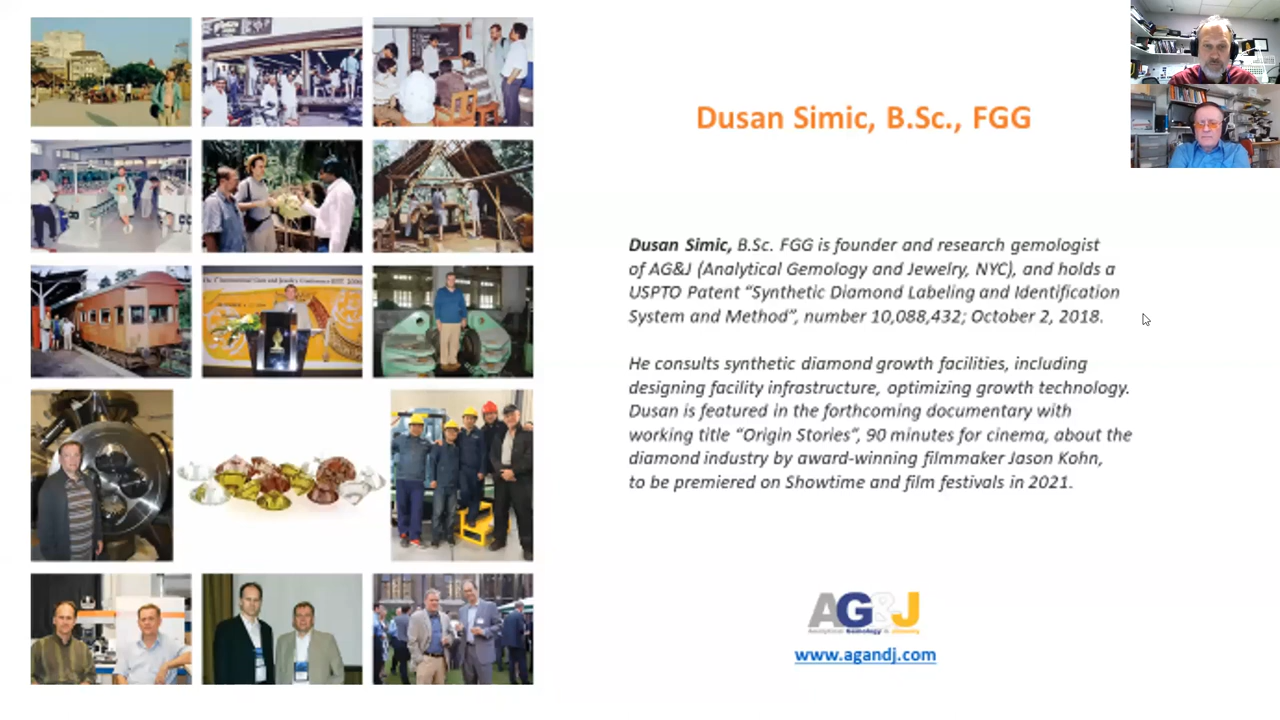 Dusan Simic, B.Sc., FGG
Dusan Simic, B.Sc. FGG is founder and research gemologist
of AG&J (Analytical Gemology and Jewelry, NYC), and holds a
USPTO Patent “Synthetic Diamond Labeling and Identification
System and Method”, number 10,088,432; October 2, 2018.
He consults synthetic diamond growth facilities, including
designing facility infrastructure, optimizing growth technology.
Dusan is featured in the forthcoming documentary with
working title “Origin Stories”, 90 minutes for cinema, about the
diamond industry by award-winning filmmaker Jason Kohn,
to be premiered on Showtime and film festivals in 2021.
AG&J
Analytical Gemology & Jewelry
www.agandj.com